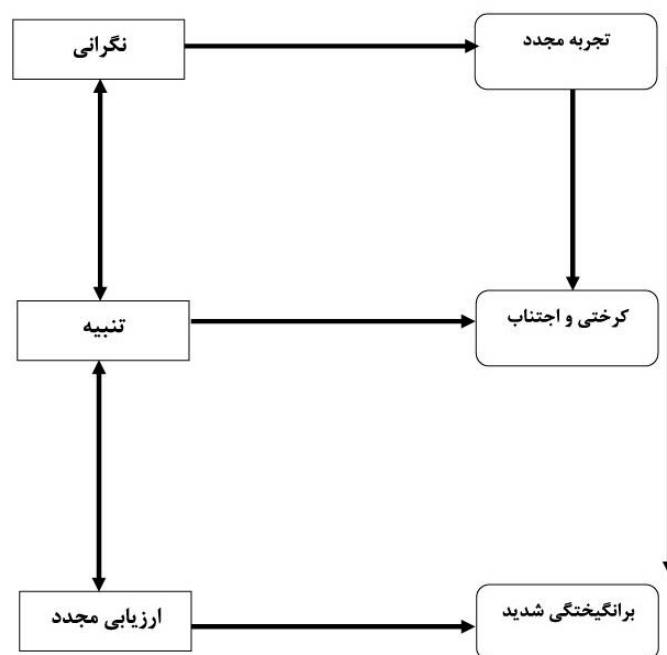 تجربه مجدد
نگرانی
کرختی و اجتناب
تنبیه
برانگیختگی شدید
ارزیابی مجدد